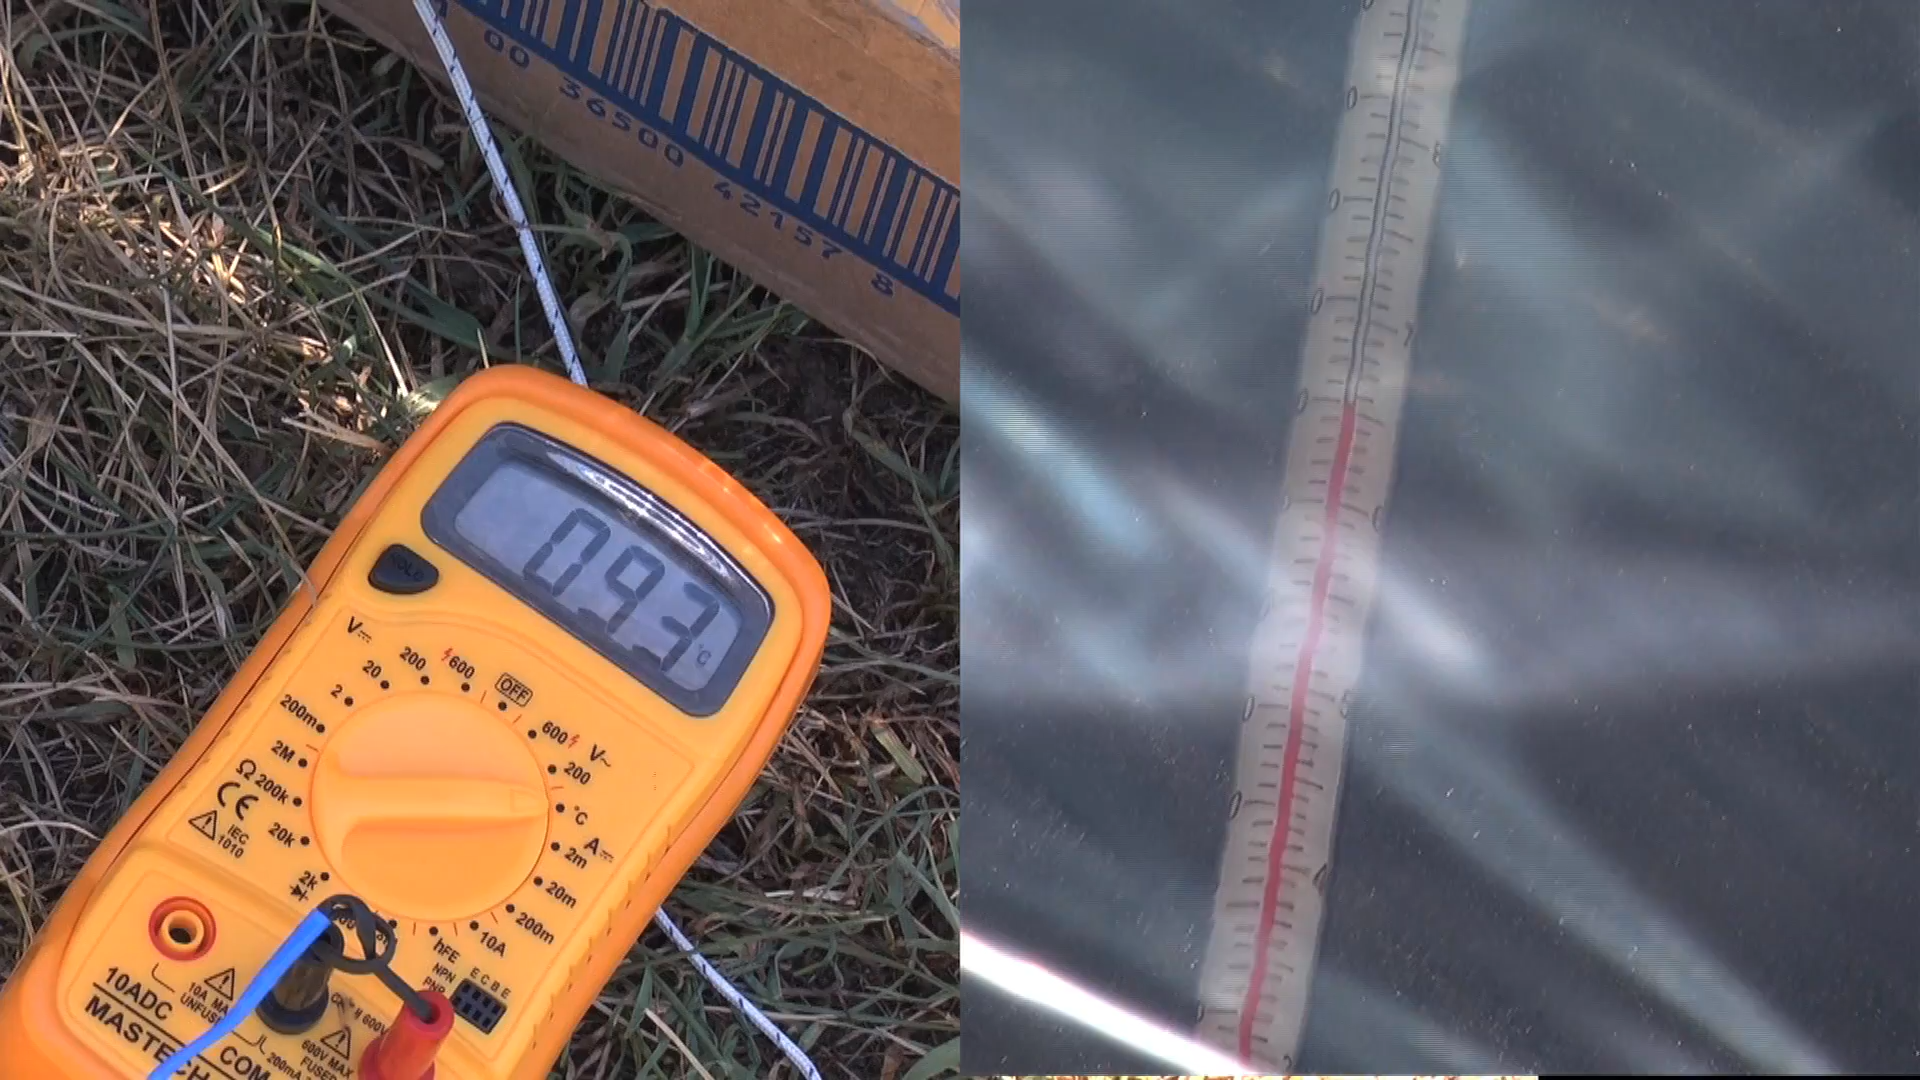 00 36500 42157 8
093 °C
HOLD
V⎓
200
⚡600
OFF
20
2
200m
600⚡ V~
2M
200
Ω 200k
°C
CE
A⎓
20k
2m
IEC
1010
2k
20m
200m
10A
hFE
NPN
PNP
E C B E
10A MAX
UNFUSED
10ADC
600V
MASTECH
COM
600V MAX
FUSED
200mA